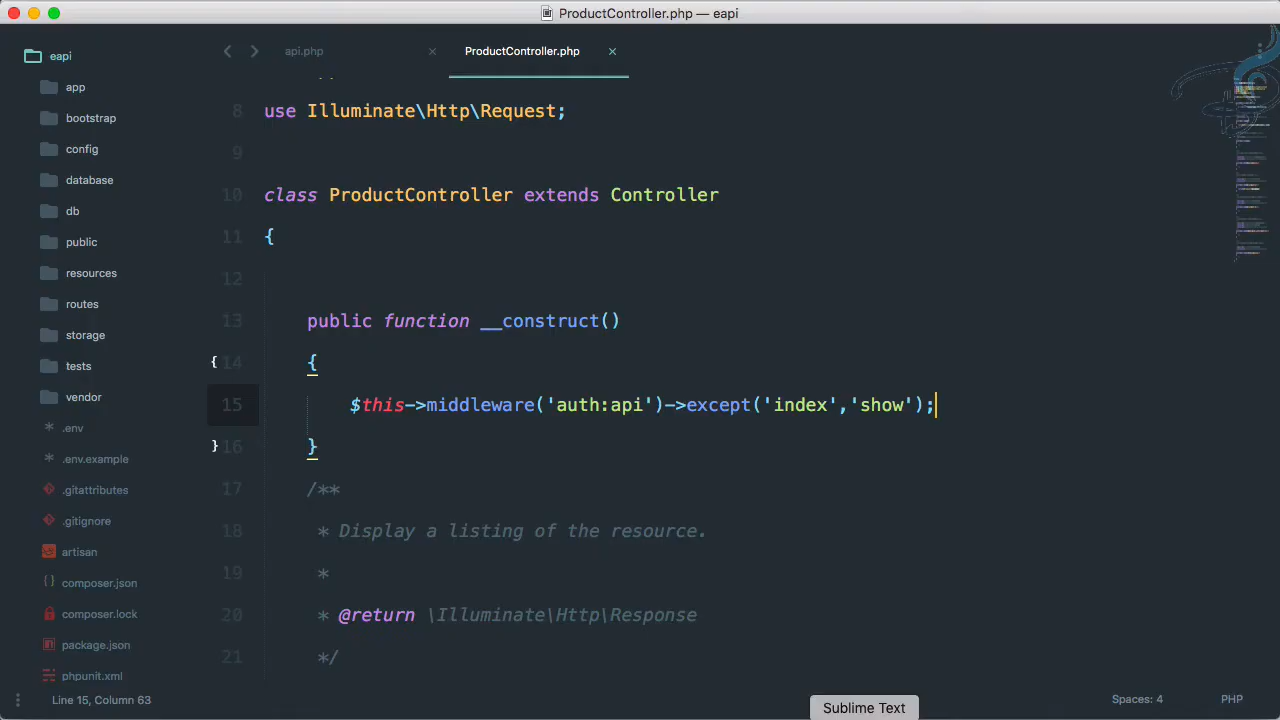 ProductController.php — eapi
eapi
app
bootstrap
config
database
db
public
resources
routes
storage
tests
vendor
.env
.env.example
.gitattributes
.gitignore
artisan
composer.json
composer.lock
package.json
phpunit.xml
api.php
ProductController.php
8 use Illuminate\Http\Request;
9
10 class ProductController extends Controller
11 {
12
13 public function __construct()
{ 14 {
15 $this->middleware('auth:api')->except('index','show');
} 16 }
17 /**
18 * Display a listing of the resource.
19 *
20 * @return \Illuminate\Http\Response
21 */
Line 15, Column 63
Spaces: 4
PHP
Sublime Text